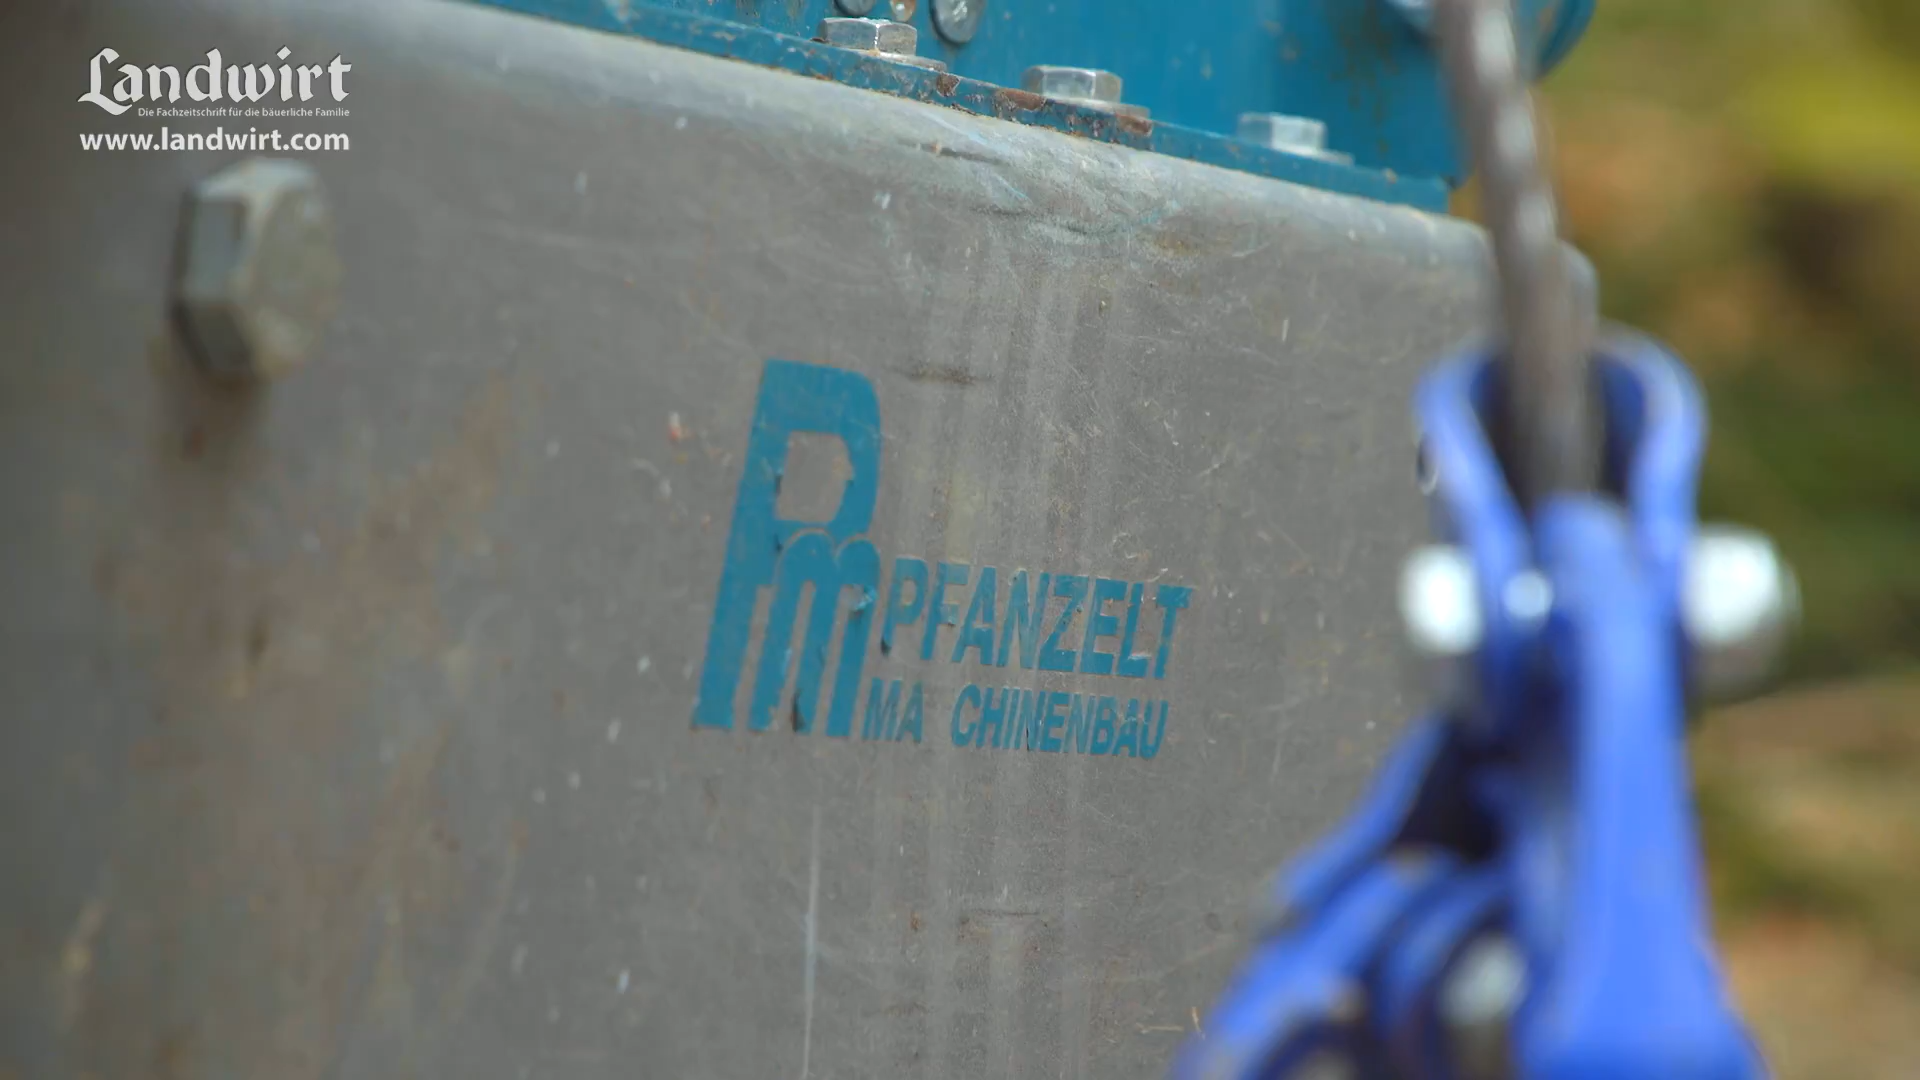 Landwirt
Die Fachzeitschrift für die bäuerliche Familie
www.landwirt.com
Pm
PFANZELT
MA CHINENBAU